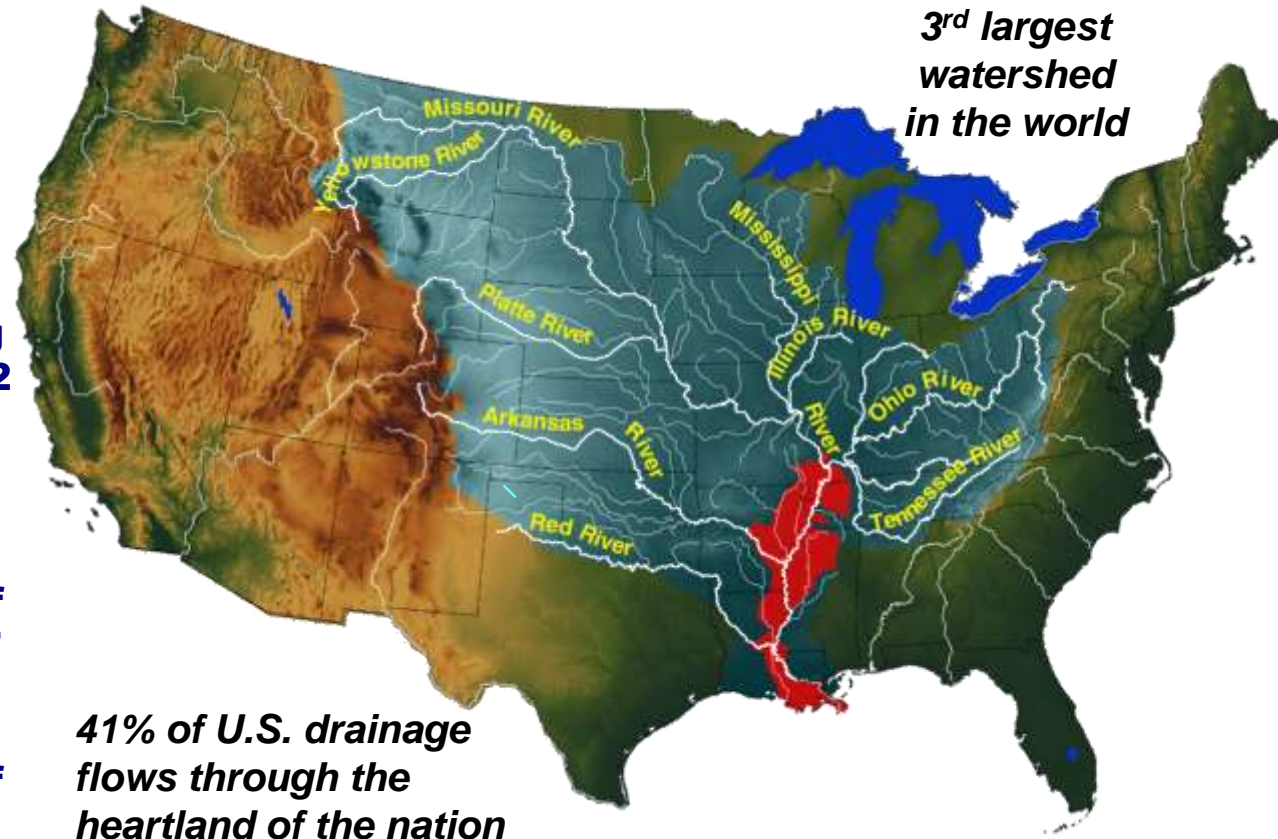 3rd largest
watershed
in the world
Missouri River
Yellowstone River
Mississippi
River
Platte River
Illinois River
Ohio River
Arkansas
River
Tennessee River
Red River
2
41% of U.S. drainage
flows through the
heartland of the nation